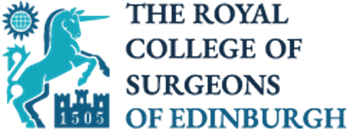 THE ROYAL
COLLEGE OF
SURGEONS
OF EDINBURGH
1505